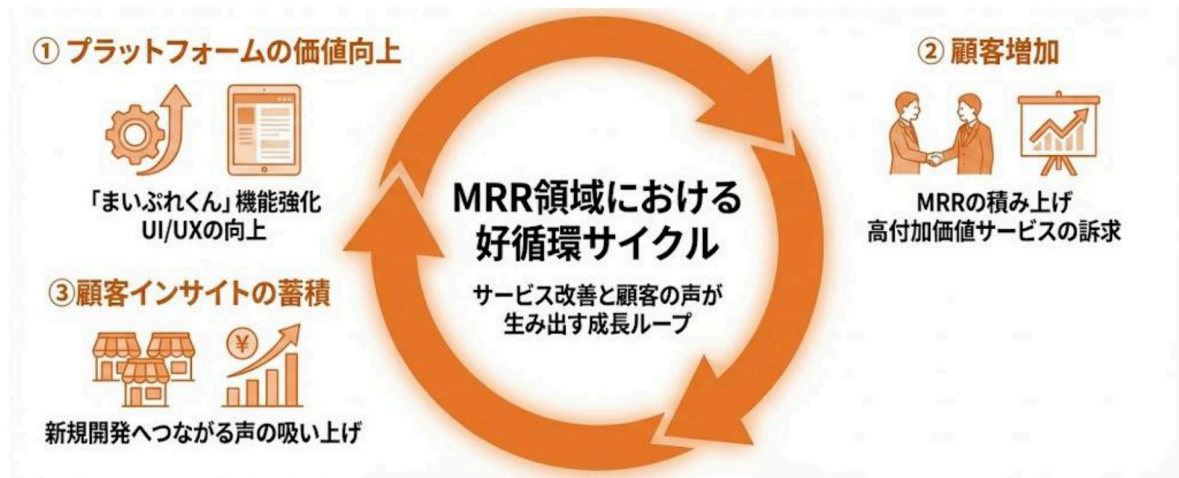 ① プラットフォームの価値向上
「まいぷれくん」機能強化
UI/UXの向上
② 顧客増加
MRRの積み上げ
高付加価値サービスの訴求
③顧客インサイトの蓄積
¥
新規開発へつながる声の吸い上げ
MRR領域における
好循環サイクル
サービス改善と顧客の声が
生み出す成長ループ